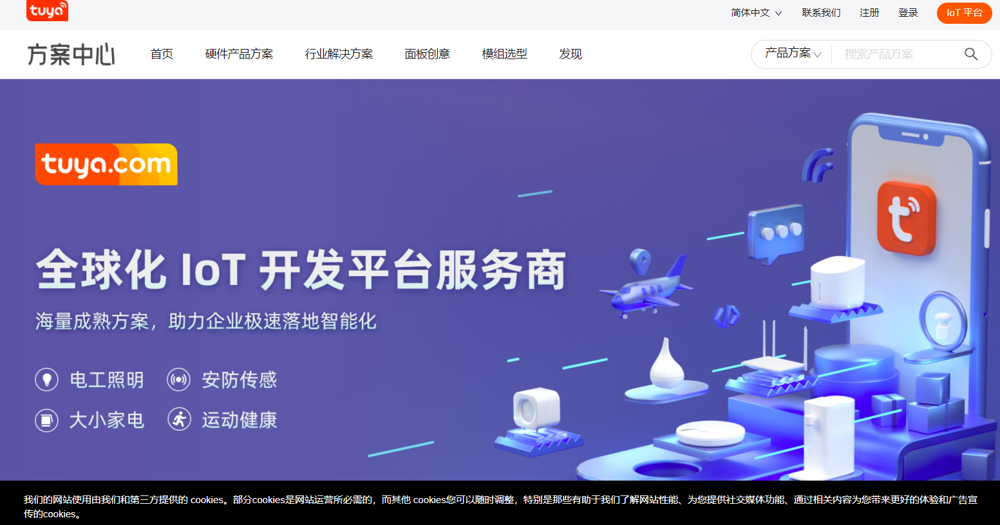 tuya
简体中文 联系我们 注册 登录 IoT 平台
方案中心 首页 硬件产品方案 行业解决方案 面板创意 模组选型 发现 产品方案 搜索产品方案
tuya.com
全球化 IoT 开发平台服务商
海量成熟方案，助力企业极速落地智能化
电工照明 安防传感
大小家电 运动健康
t
我们的网站使用由我们和第三方提供的 cookies。部分cookies是网站运营所必需的，而其他 cookies您可以随时调整，特别是那些有助于我们了解网站性能、为您提供社交媒体功能、通过相关内容为您带来更好的体验和广告宣
传的cookies。